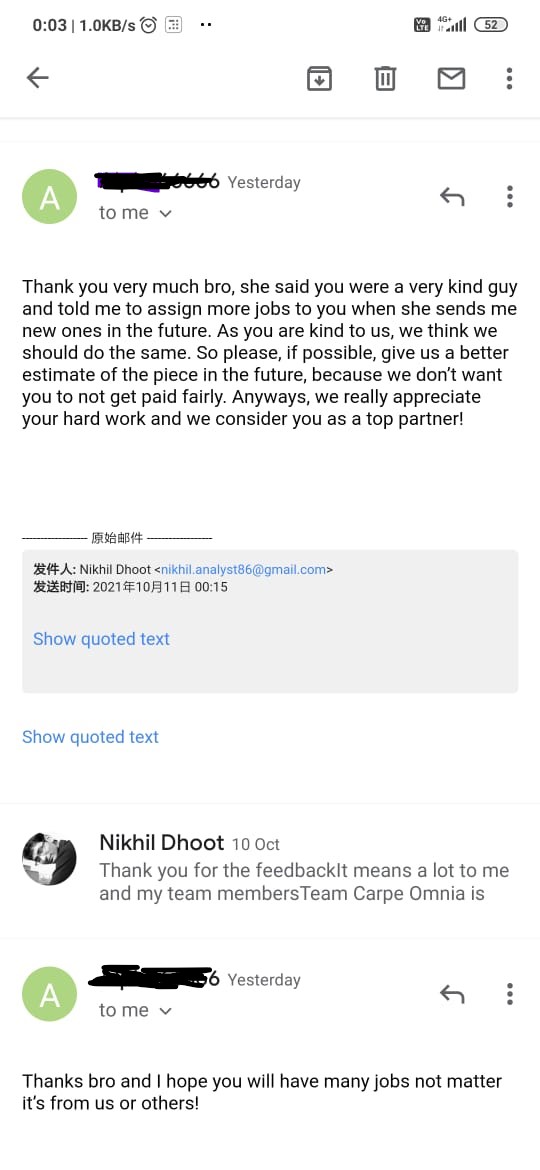 0:03 | 1.0KB/s
Vo LTE 4G+ 52
A
6666 Yesterday
to me
Thank you very much bro, she said you were a very kind guy
and told me to assign more jobs to you when she sends me
new ones in the future. As you are kind to us, we think we
should do the same. So please, if possible, give us a better
estimate of the piece in the future, because we don’t want
you to not get paid fairly. Anyways, we really appreciate
your hard work and we consider you as a top partner!
------------------ 原始邮件 ------------------
发件人: Nikhil Dhoot <nikhil.analyst86@gmail.com>
发送时间: 2021年10月11日 00:15
Show quoted text
Show quoted text
Nikhil Dhoot 10 Oct
Thank you for the feedbackIt means a lot to me
and my team membersTeam Carpe Omnia is
A
6 Yesterday
to me
Thanks bro and I hope you will have many jobs not matter
it’s from us or others!